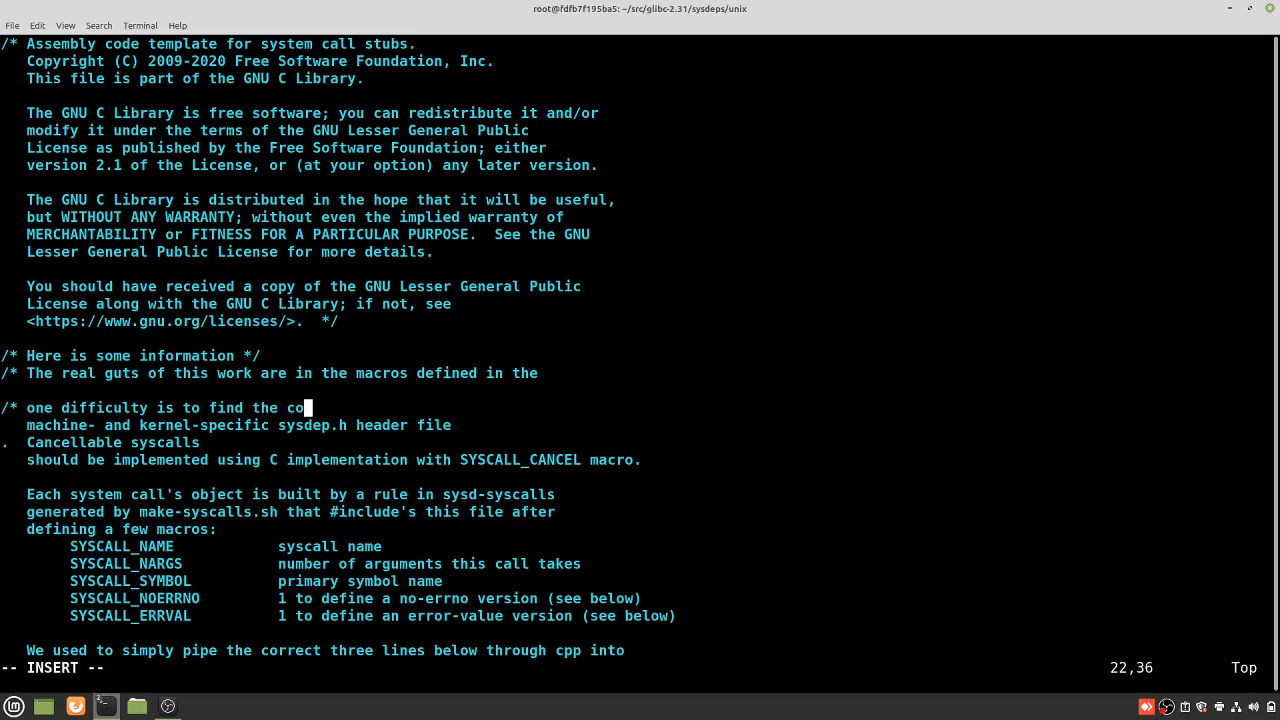 root@fdfb7f195ba5: ~/src/glibc-2.31/sysdeps/unix
File Edit View Search Terminal Help
/* Assembly code template for system call stubs.
Copyright (C) 2009-2020 Free Software Foundation, Inc.
This file is part of the GNU C Library.
The GNU C Library is free software; you can redistribute it and/or
modify it under the terms of the GNU Lesser General Public
License as published by the Free Software Foundation; either
version 2.1 of the License, or (at your option) any later version.
The GNU C Library is distributed in the hope that it will be useful,
but WITHOUT ANY WARRANTY; without even the implied warranty of
MERCHANTABILITY or FITNESS FOR A PARTICULAR PURPOSE.  See the GNU
Lesser General Public License for more details.
You should have received a copy of the GNU Lesser General Public
License along with the GNU C Library; if not, see
<https://www.gnu.org/licenses/>.  */
/* Here is some information */
/* The real guts of this work are in the macros defined in the
/* one difficulty is to find the co
machine- and kernel-specific sysdep.h header file
.  Cancellable syscalls
should be implemented using C implementation with SYSCALL_CANCEL macro.
Each system call's object is built by a rule in sysd-syscalls
generated by make-syscalls.sh that #include's this file after
defining a few macros:
SYSCALL_NAME            syscall name
SYSCALL_NARGS           number of arguments this call takes
SYSCALL_SYMBOL          primary symbol name
SYSCALL_NOERRNO         1 to define a no-errno version (see below)
SYSCALL_ERRVAL          1 to define an error-value version (see below)
We used to simply pipe the correct three lines below through cpp into
-- INSERT -- 22,36 Top